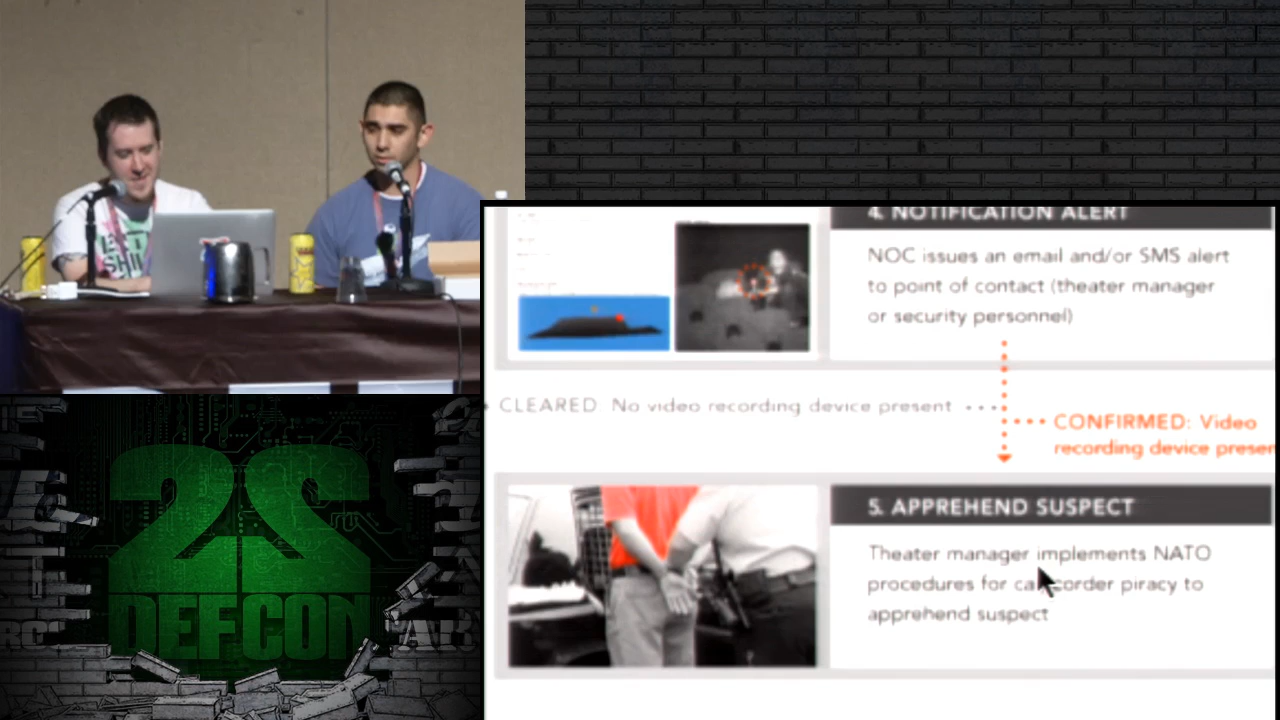 4. NOTIFICATION ALERT
NOC issues an email and/or SMS alert
to point of contact (theater manager
or security personnel)
CLEARED No video recording device present
CONFIRMED: Video
recording device presen
5. APPREHEND SUSPECT
Theater manager implements NATO
procedures for camcorder piracy to
apprehend suspect
22
DEFCON